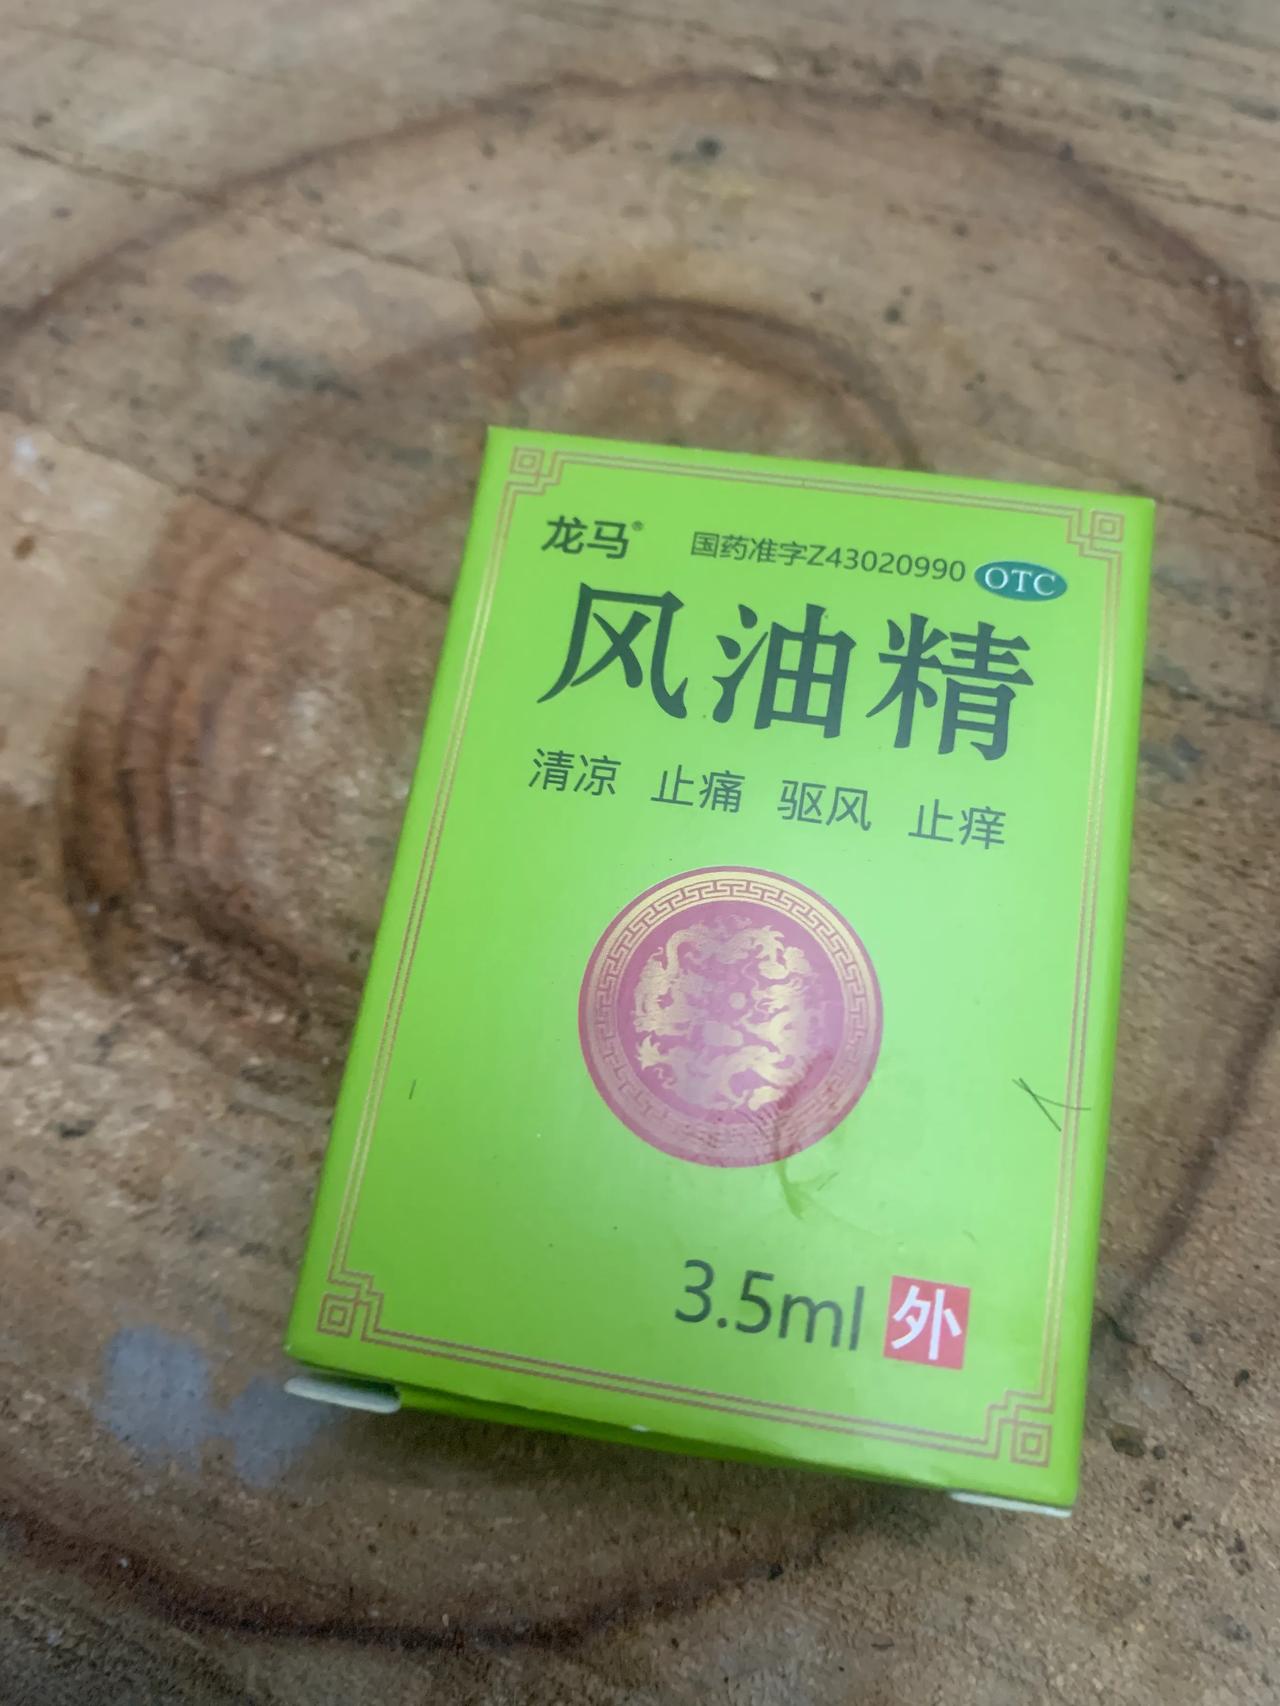 龙马® 国药准字Z43020990 OTC
风油精
清凉 止痛 驱风 止痒
3.5ml 外